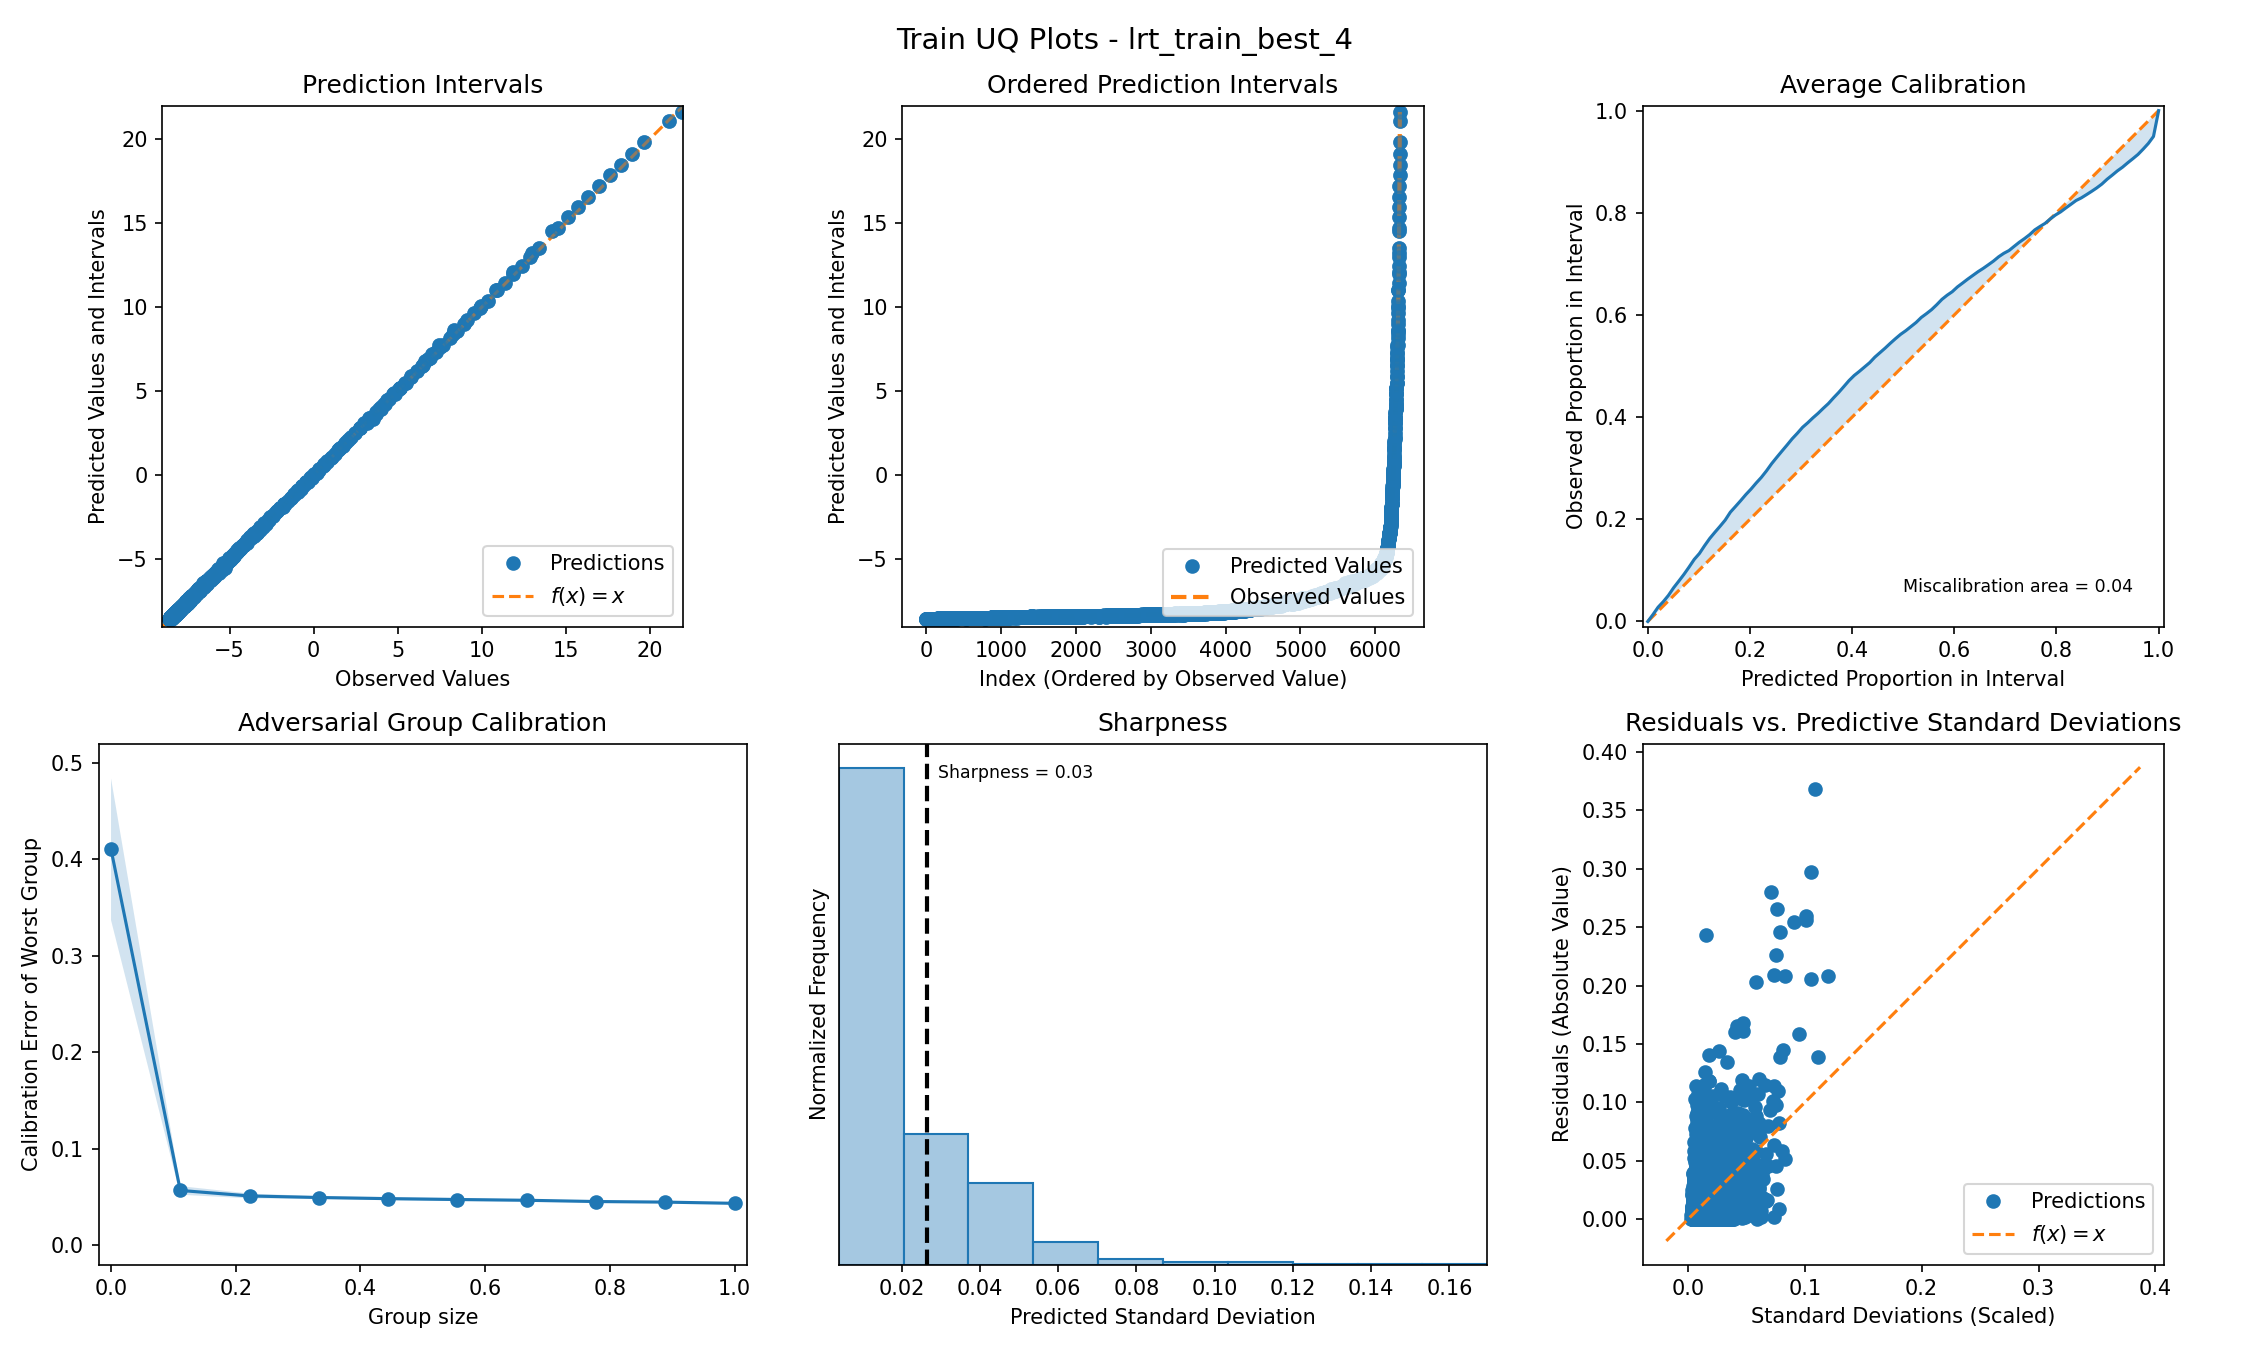 Train UQ Plots - lrt_train_best_4
Prediction Intervals
Predicted Values and Intervals
20
15
10
5
0
−5
−5 0 5 10 15 20
Observed Values
Predictions
f(x) = x
Ordered Prediction Intervals
Predicted Values and Intervals
20
15
10
5
0
−5
0 1000 2000 3000 4000 5000 6000
Index (Ordered by Observed Value)
Predicted Values
Observed Values
Average Calibration
Observed Proportion in Interval
1.0
0.8
0.6
0.4
0.2
0.0
0.0 0.2 0.4 0.6 0.8 1.0
Predicted Proportion in Interval
Miscalibration area = 0.04
Adversarial Group Calibration
Calibration Error of Worst Group
0.5
0.4
0.3
0.2
0.1
0.0
0.0 0.2 0.4 0.6 0.8 1.0
Group size
Sharpness
Normalized Frequency
Sharpness = 0.03
0.02 0.04 0.06 0.08 0.10 0.12 0.14 0.16
Predicted Standard Deviation
Residuals vs. Predictive Standard Deviations
Residuals (Absolute Value)
0.40
0.35
0.30
0.25
0.20
0.15
0.10
0.05
0.00
0.0 0.1 0.2 0.3 0.4
Standard Deviations (Scaled)
Predictions
f(x) = x